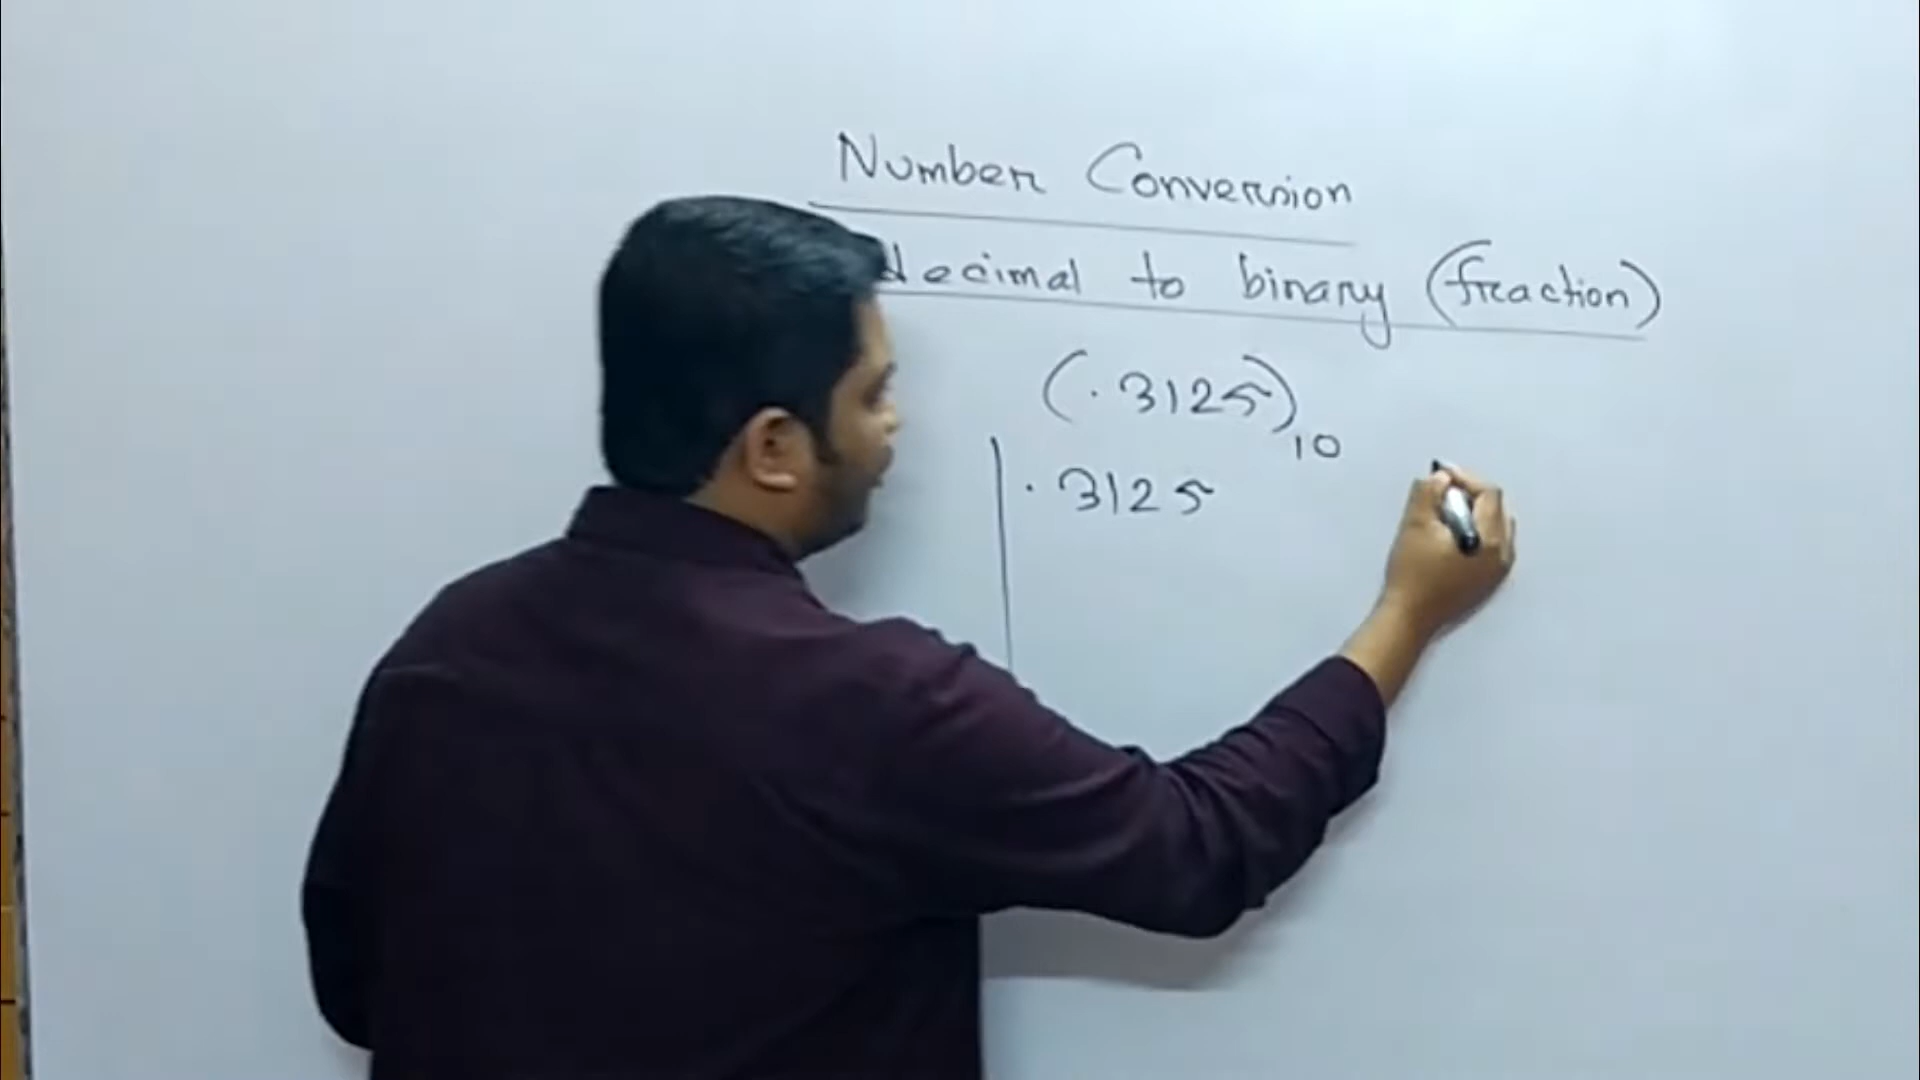 Number Conversion
decimal to binary (fraction)
(.3125)10
.3125